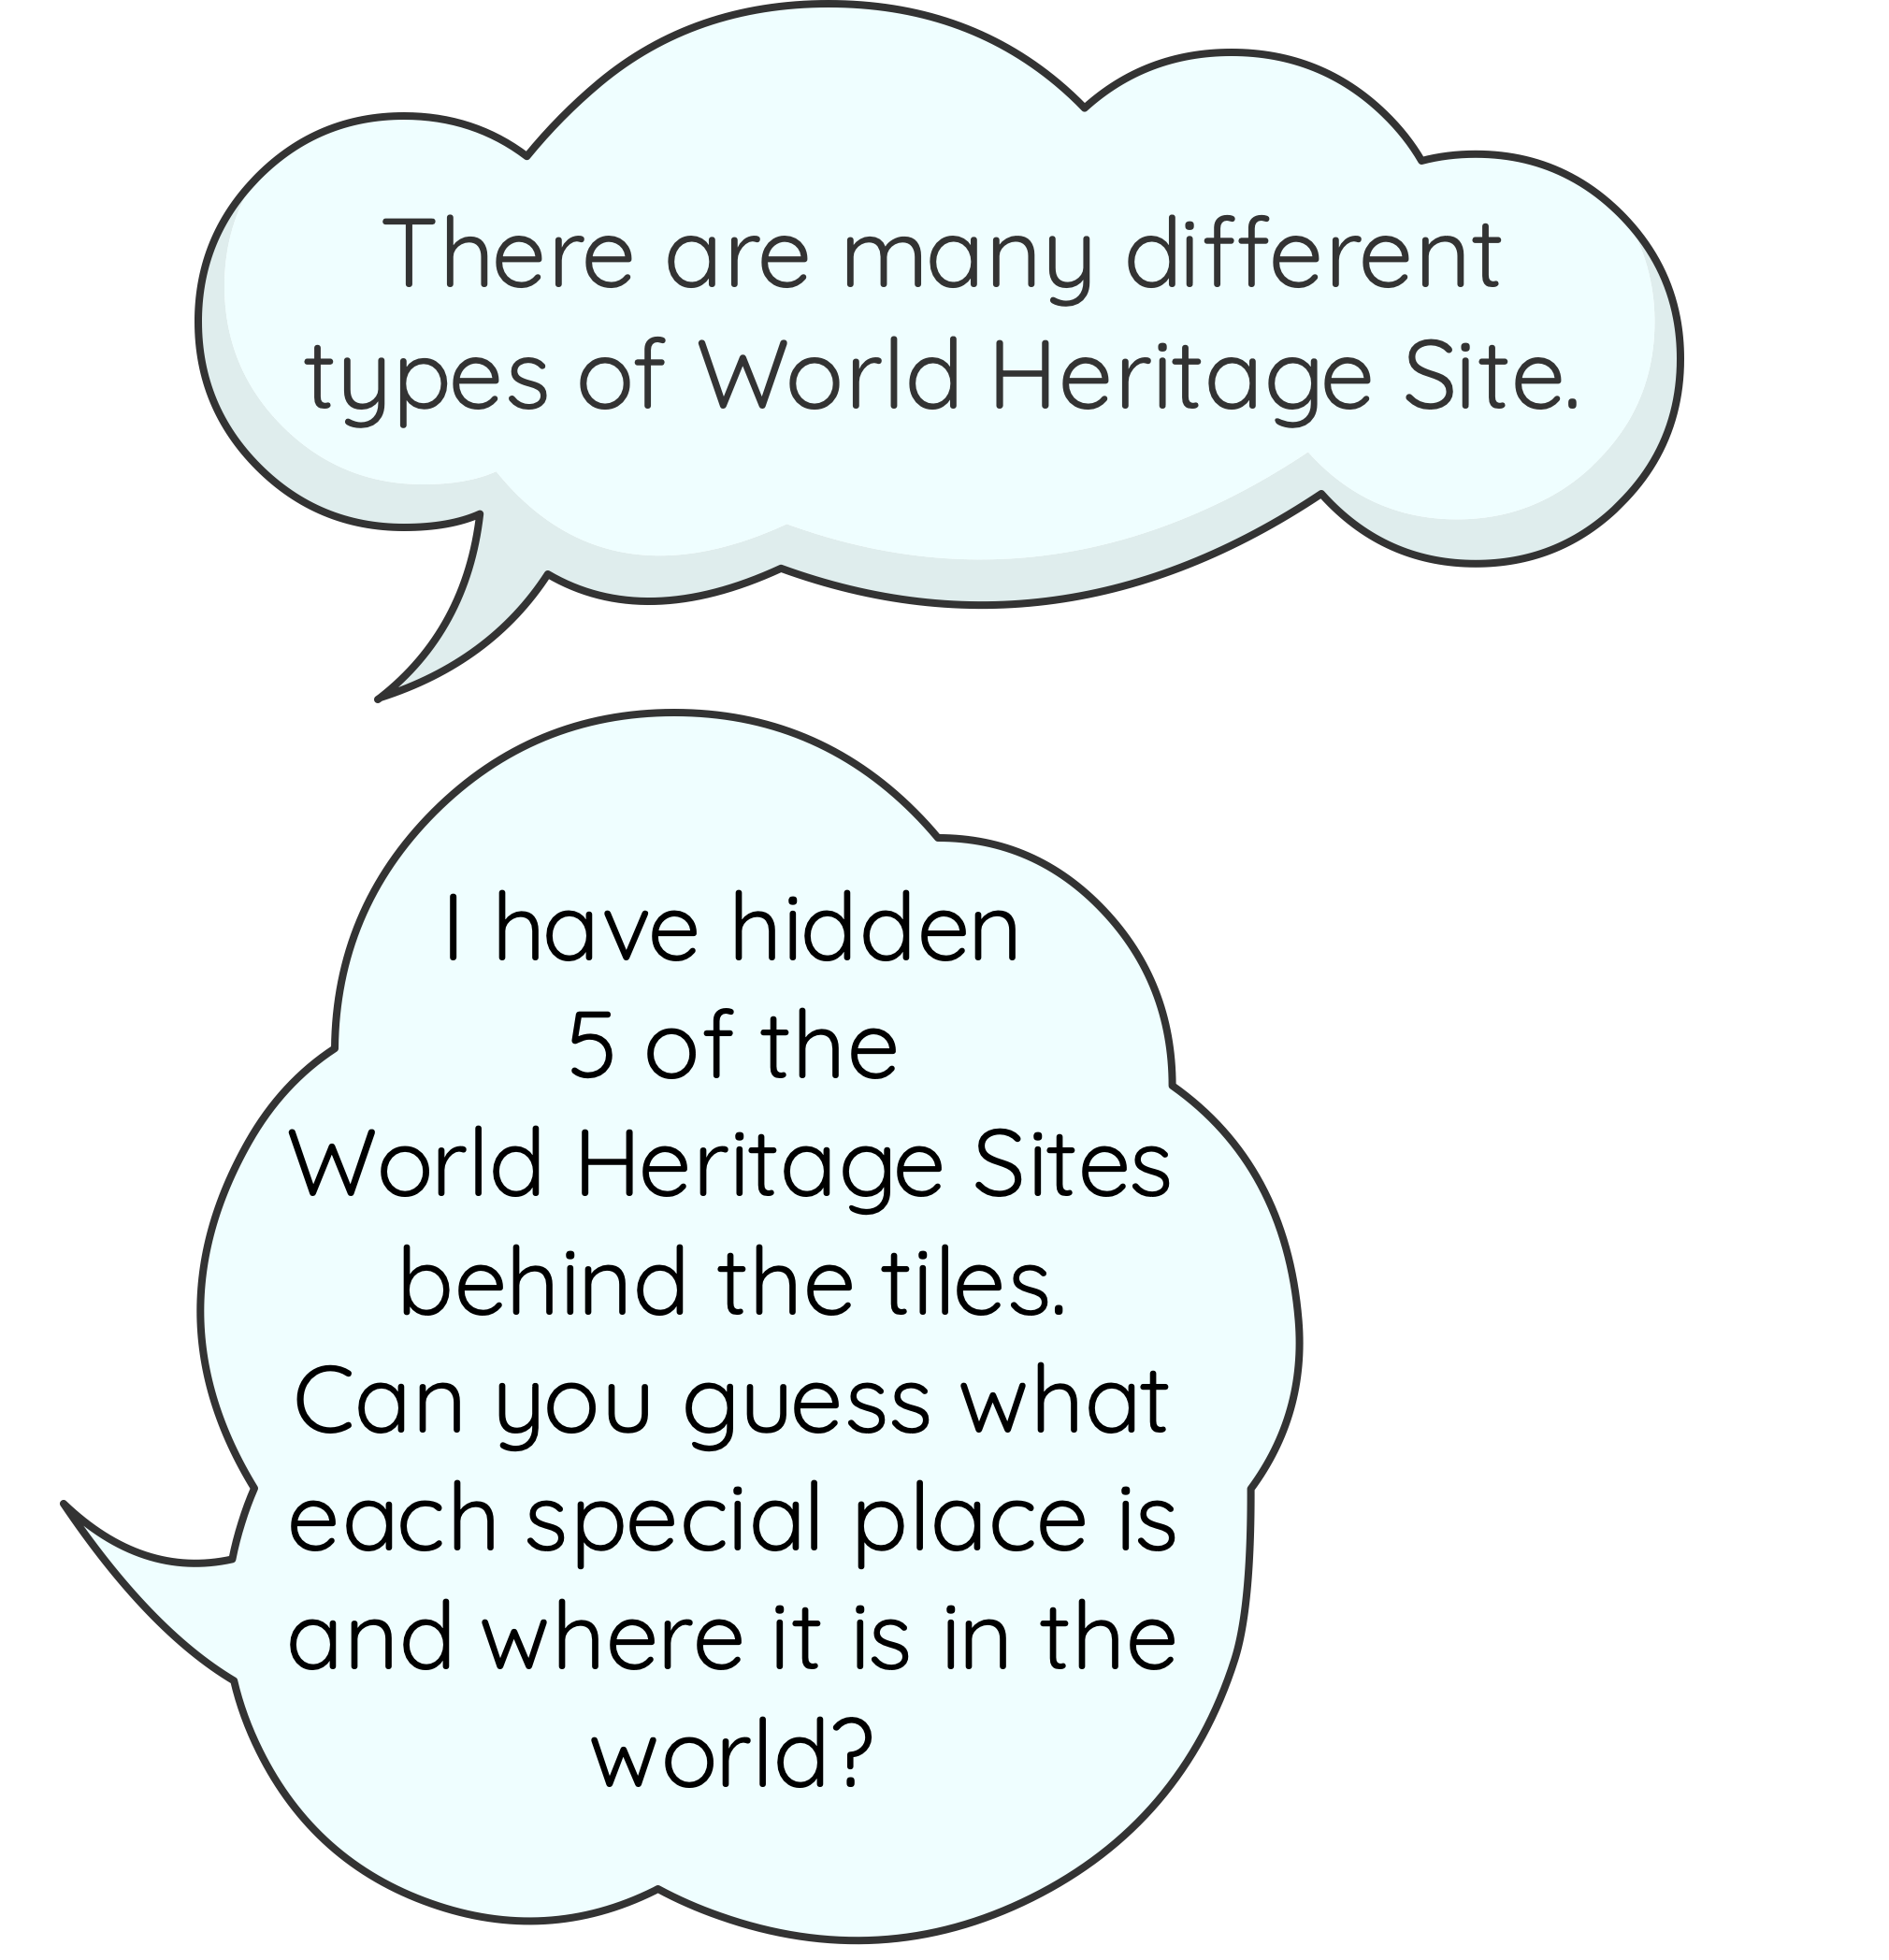 There are many different
types of World Heritage Site.
I have hidden
5 of the
World Heritage Sites
behind the tiles.
Can you guess what
each special place is
and where it is in the
world?